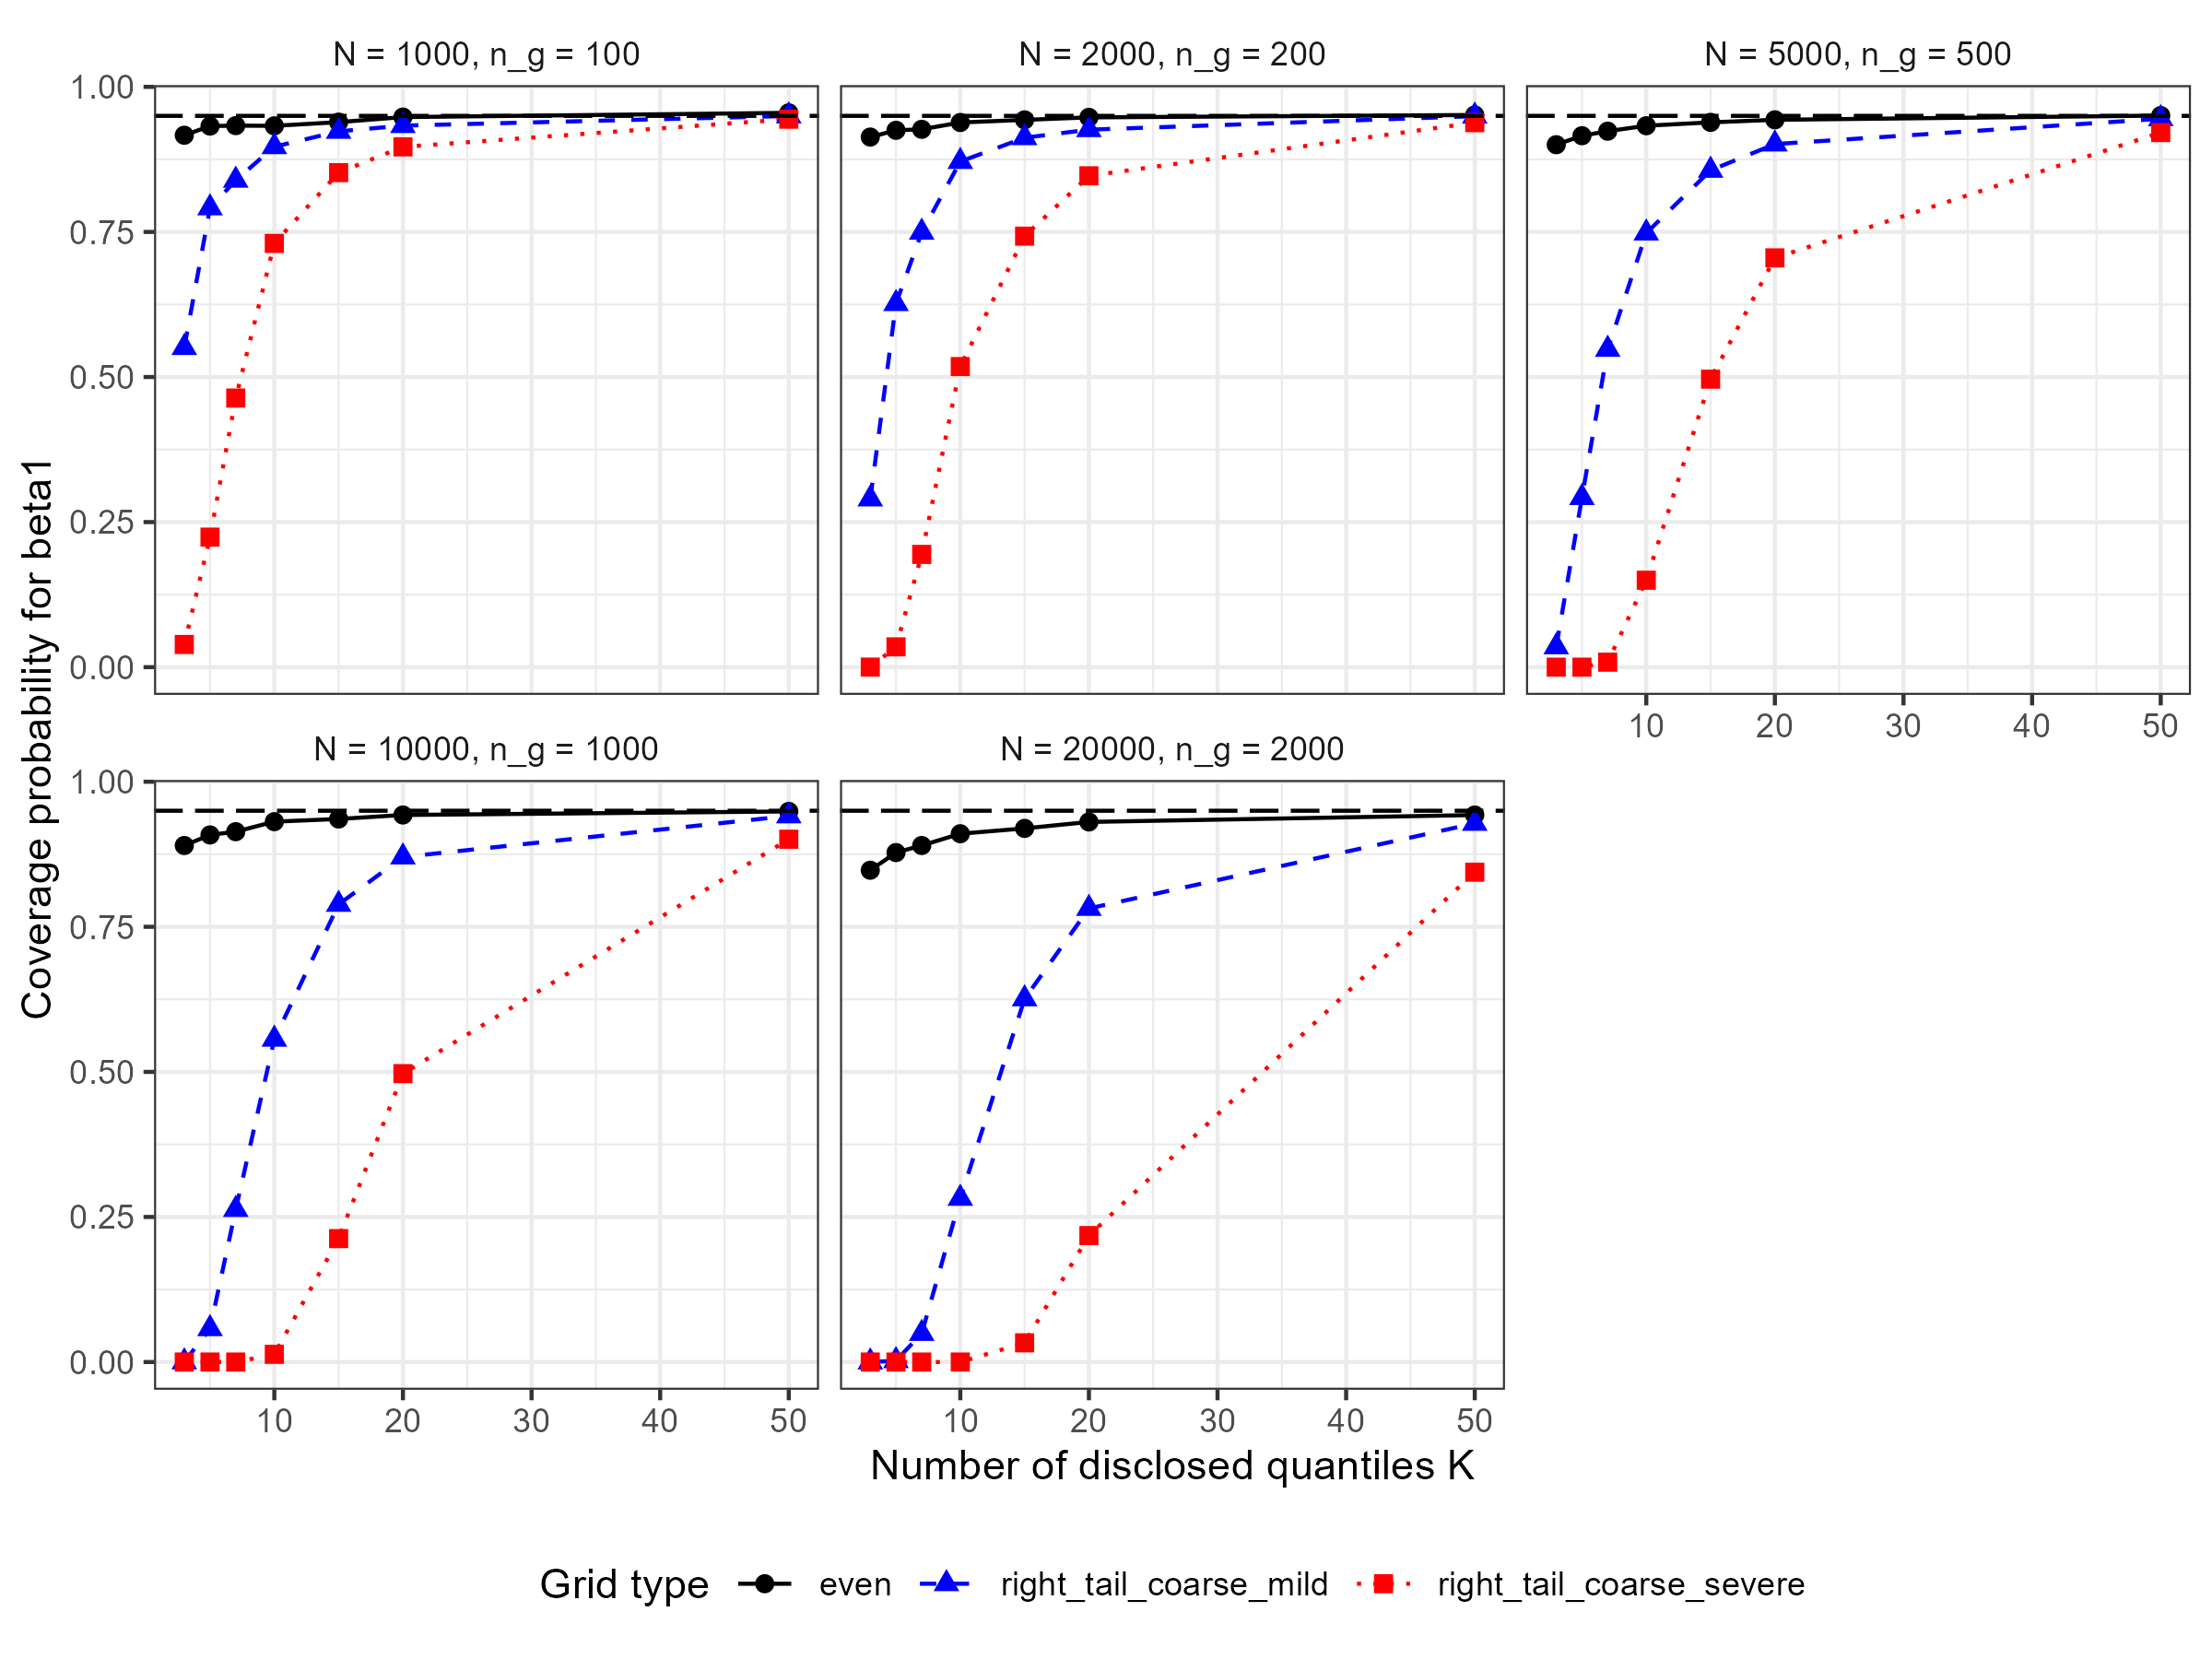 N = 1000, n_g = 100
N = 2000, n_g = 200
N = 5000, n_g = 500
1.00
0.75
0.50
0.25
0.00
10 20 30 40 50
Coverage probability for beta1
N = 10000, n_g = 1000
N = 20000, n_g = 2000
1.00
0.75
0.50
0.25
0.00
10 20 30 40 50
10 20 30 40 50
Number of disclosed quantiles K
Grid type even right_tail_coarse_mild right_tail_coarse_severe